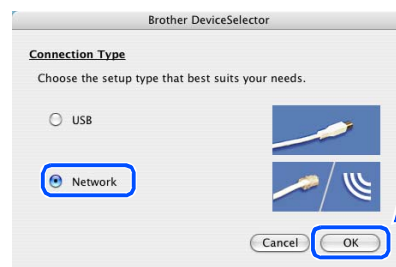 Brother DeviceSelector
Connection Type
Choose the setup type that best suits your needs.
USB
Network
Cancel OK